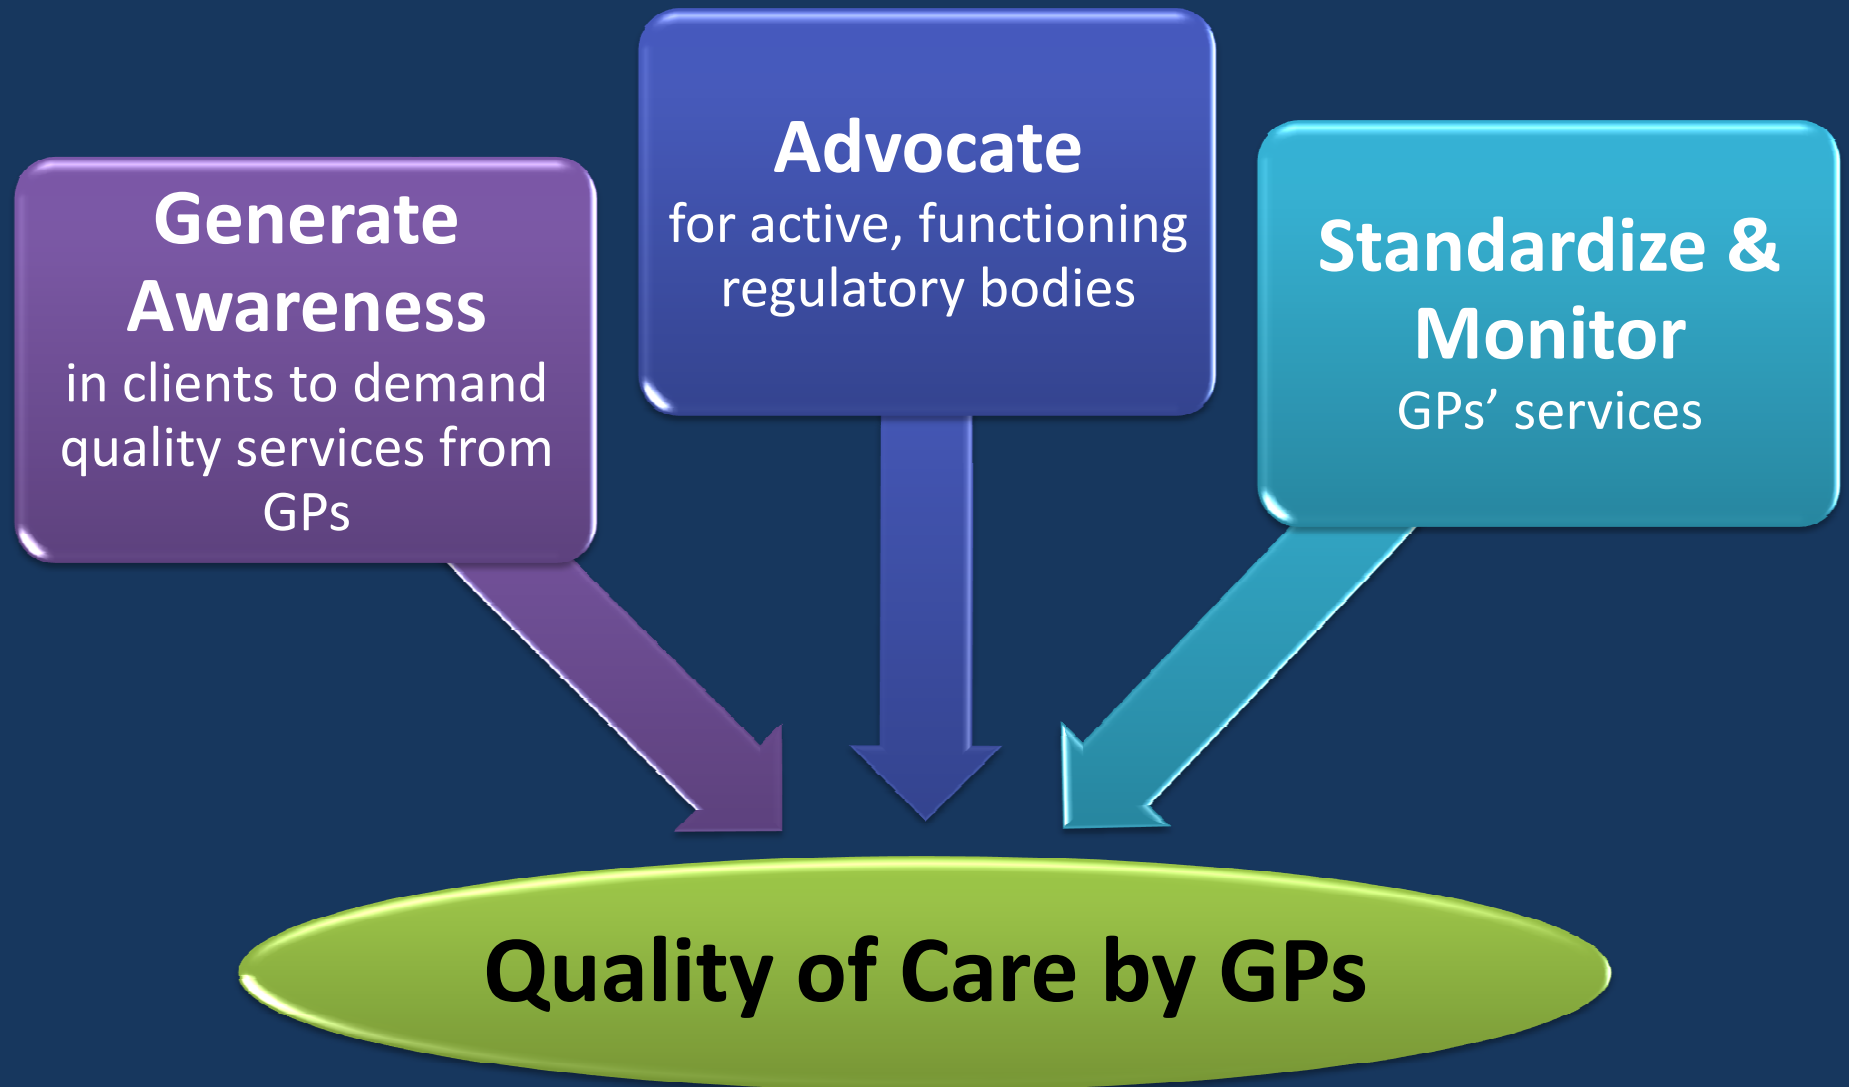 Generate
Awareness
in clients to demand
quality services from
GPs
Advocate
for active, functioning
regulatory bodies
Standardize &
Monitor
GPs’ services
Quality of Care by GPs